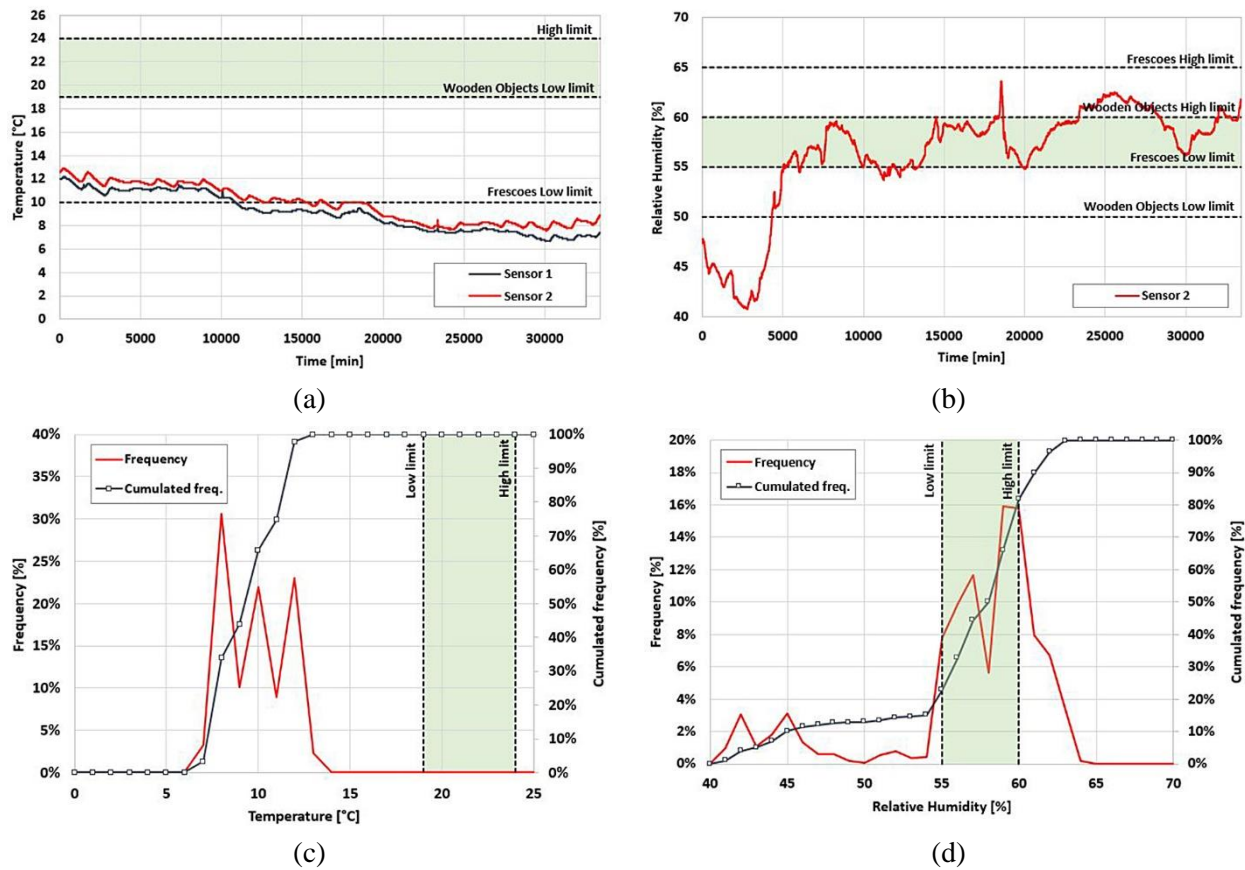 26
24
22
20
18
16
14
12
10
8
6
4
2
0
Temperature [°C]
High limit
Wooden Objects Low limit
Frescoes Low limit
Sensor 1
Sensor 2
0 5000 10000 15000 20000 25000 30000
Time [min]
(a)
70
65
60
55
50
45
40
Relative Humidity [%]
Frescoes High limit
Wooden Objects High limit
Frescoes Low limit
Wooden Objects Low limit
Sensor 2
0 5000 10000 15000 20000 25000 30000
Time [min]
(b)
40%
35%
30%
25%
20%
15%
10%
5%
0%
Frequency [%]
Frequency
Cumulated freq.
Low limit
High limit
100%
90%
80%
70%
60%
50%
40%
30%
20%
10%
0%
Cumulated frequency [%]
0 5 10 15 20 25
Temperature [°C]
(c)
20%
18%
16%
14%
12%
10%
8%
6%
4%
2%
0%
Frequency [%]
Frequency
Cumulated freq.
Low limit
High limit
100%
90%
80%
70%
60%
50%
40%
30%
20%
10%
0%
Cumulated frequency [%]
40 45 50 55 60 65 70
Relative Humidity [%]
(d)